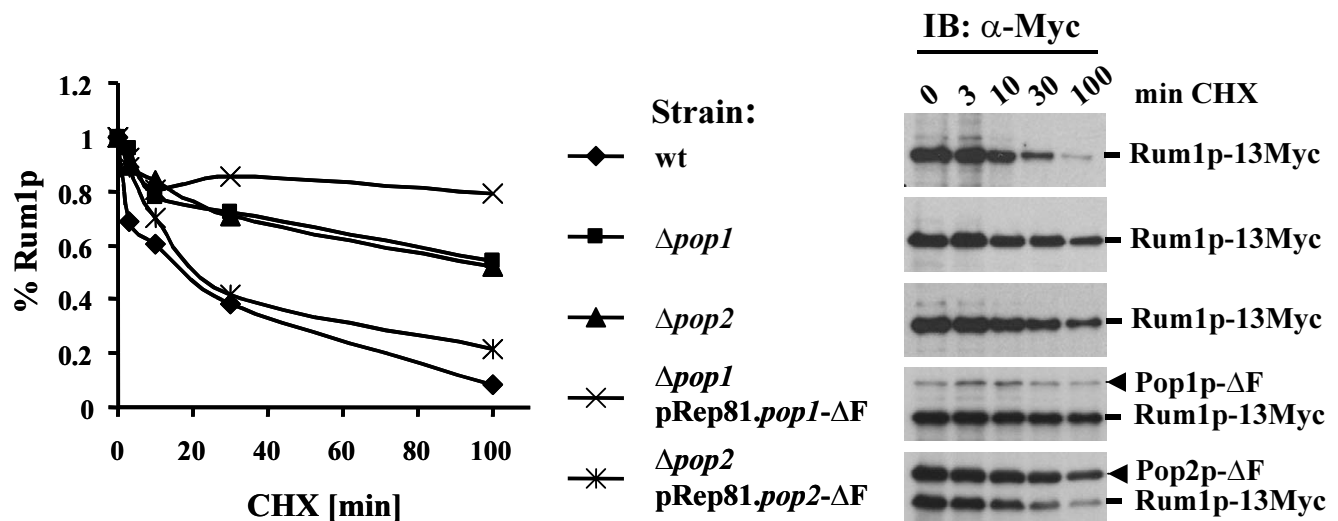 1.2
1
0.8
0.6
0.4
0.2
0
% Rum1p
0 20 40 60 80 100
CHX [min]
Strain:
wt
Δpop1
Δpop2
Δpop1
pRep81.pop1-ΔF
Δpop2
pRep81.pop2-ΔF
IB: α-Myc
0 3 10 30 100 min CHX
Rum1p-13Myc
Rum1p-13Myc
Rum1p-13Myc
Pop1p-ΔF
Rum1p-13Myc
Pop2p-ΔF
Rum1p-13Myc